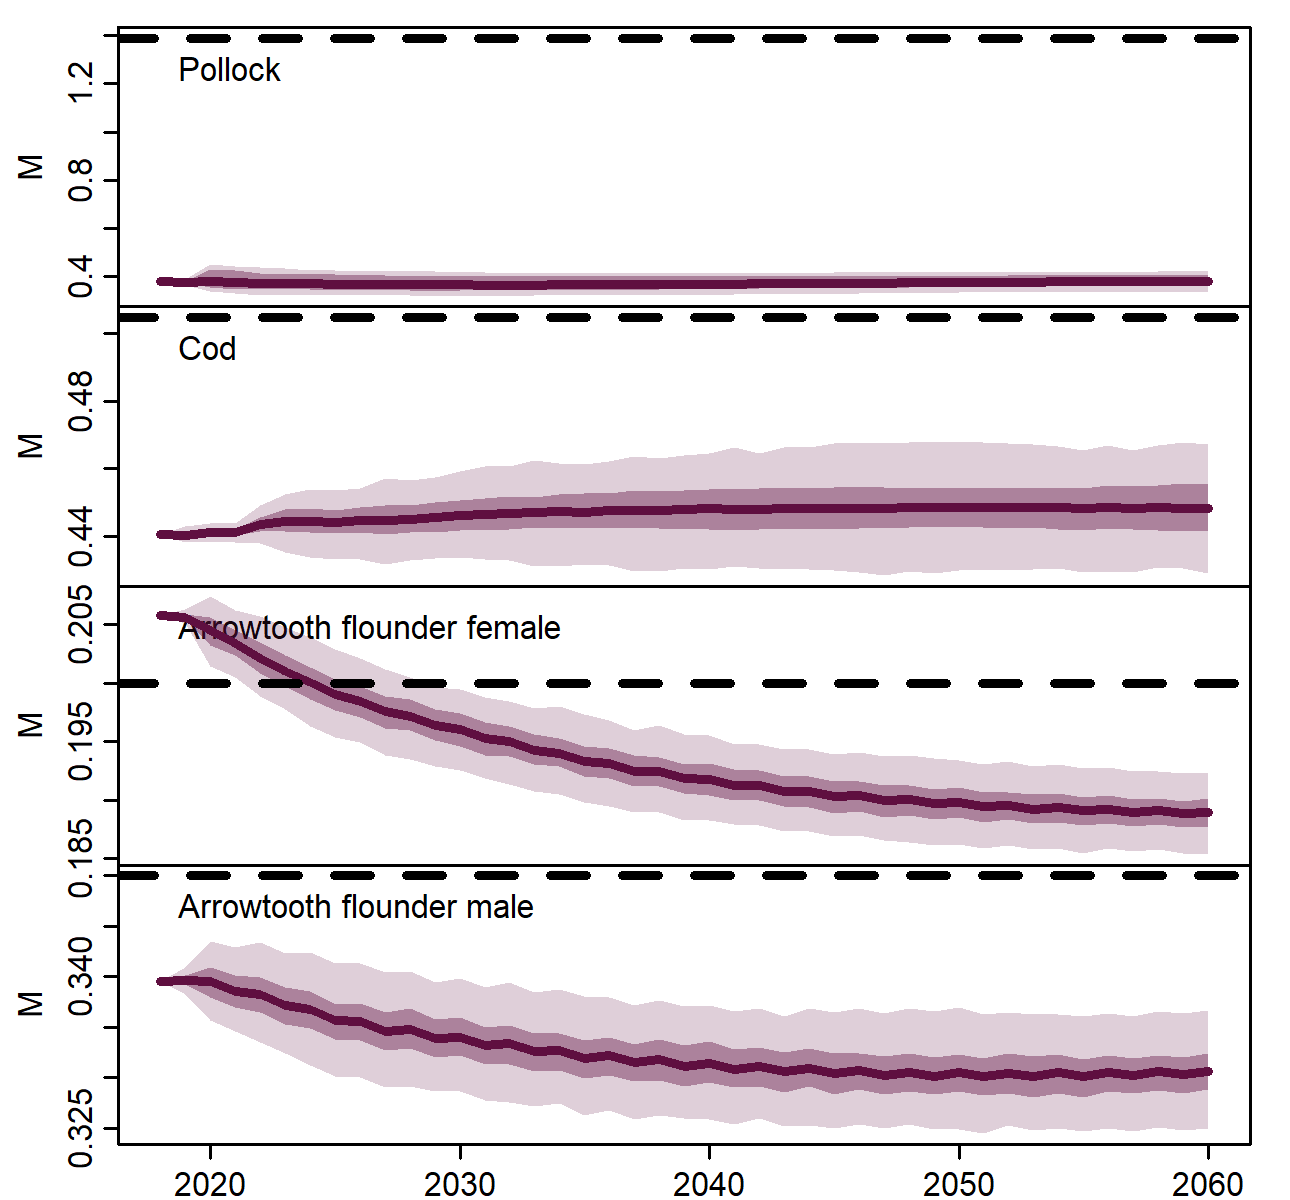 Pollock
M
1.2
0.8
0.4
Cod
M
0.48
0.44
Arrowtooth flounder female
M
0.205
0.195
0.185
Arrowtooth flounder male
M
0.340
0.325
2020 2030 2040 2050 2060